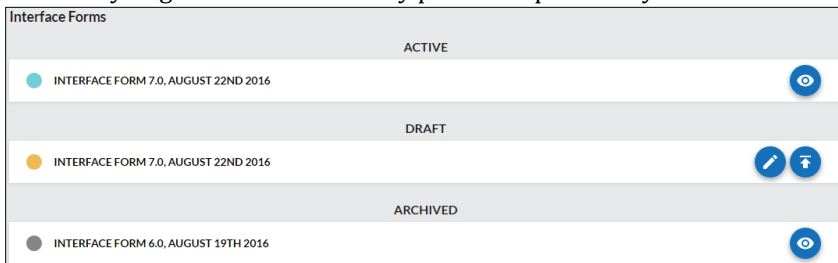 Interface Forms
ACTIVE
INTERFACE FORM 7.0, AUGUST 22ND 2016
DRAFT
INTERFACE FORM 7.0, AUGUST 22ND 2016
ARCHIVED
INTERFACE FORM 6.0, AUGUST 19TH 2016